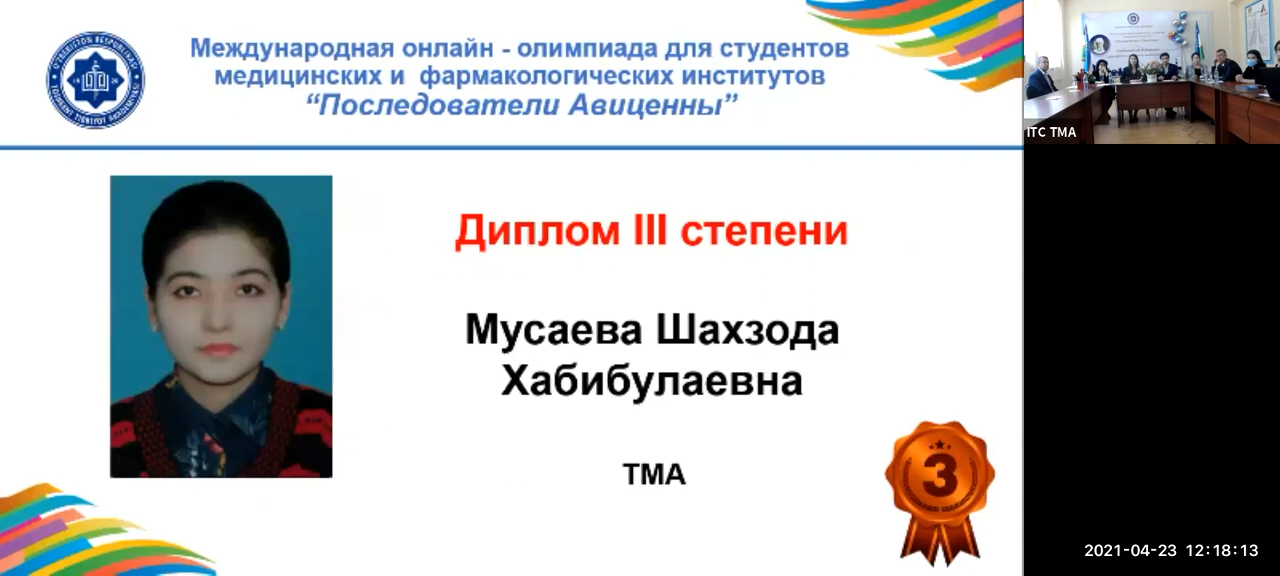 Международная онлайн - олимпиада для студентов
медицинских и фармакологических институтов
“Последователи Авиценны”
Диплом III степени
Мусаева Шахзода
Хабибулаевна
ТМА
3
ITC TMA
2021-04-23 12:18:13